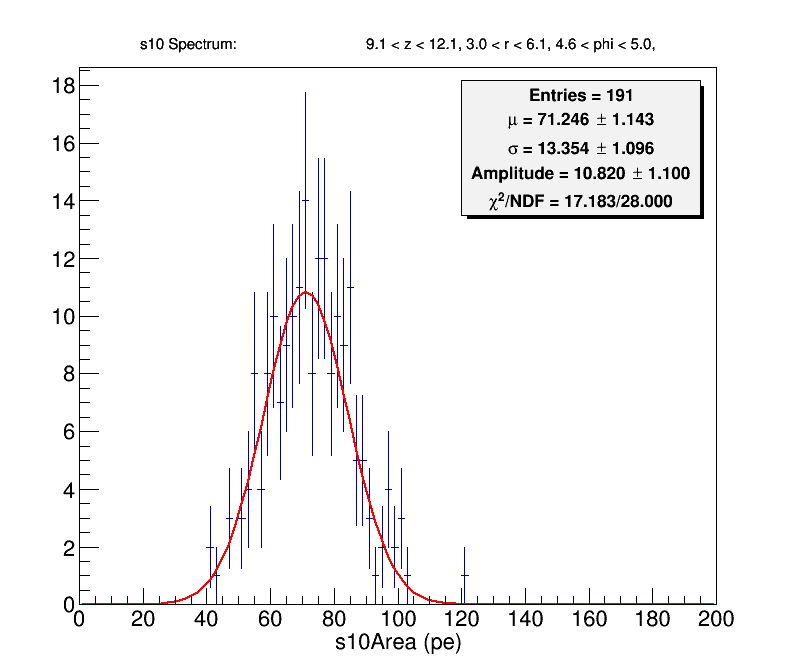 s10 Spectrum: 9.1 < z < 12.1, 3.0 < r < 6.1, 4.6 < phi < 5.0,
Entries = 191
μ = 71.246 ± 1.143
σ = 13.354 ± 1.096
Amplitude = 10.820 ± 1.100
χ²/NDF = 17.183/28.000
18
16
14
12
10
8
6
4
2
0
0 20 40 60 80 100 120 140 160 180 200
s10Area (pe)